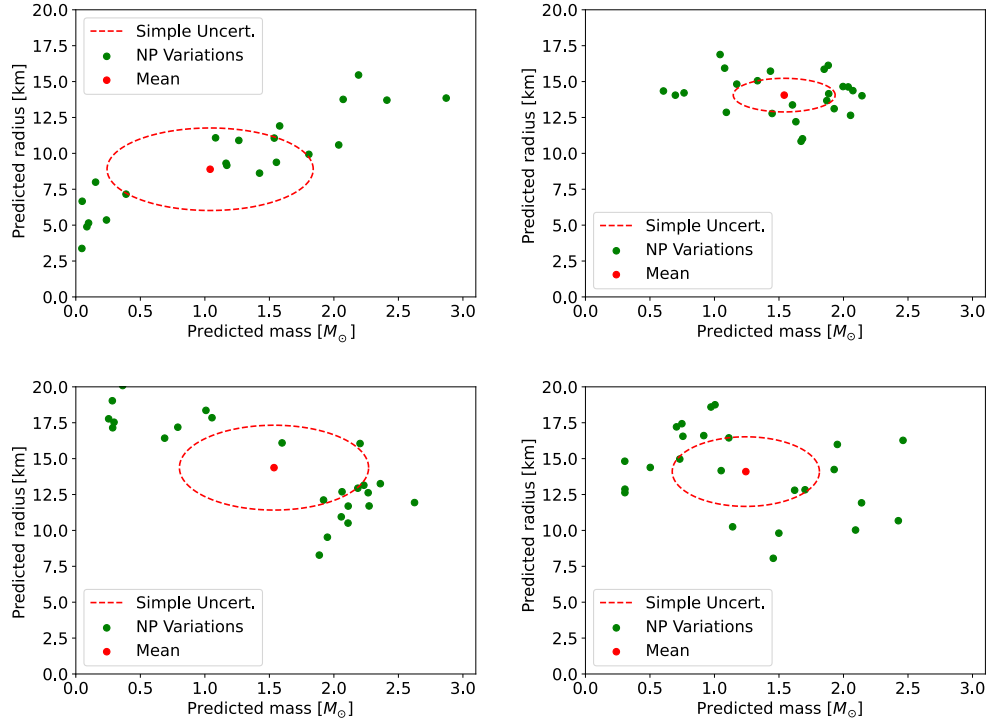 20.0
17.5
15.0
12.5
10.0
7.5
5.0
2.5
0.0
Predicted radius [km]
Simple Uncert.
NP Variations
Mean
0.0 0.5 1.0 1.5 2.0 2.5 3.0
Predicted mass [M⊙]
20.0
17.5
15.0
12.5
10.0
7.5
5.0
2.5
0.0
Predicted radius [km]
Simple Uncert.
NP Variations
Mean
0.0 0.5 1.0 1.5 2.0 2.5 3.0
Predicted mass [M⊙]
20.0
17.5
15.0
12.5
10.0
7.5
5.0
2.5
0.0
Predicted radius [km]
Simple Uncert.
NP Variations
Mean
0.0 0.5 1.0 1.5 2.0 2.5 3.0
Predicted mass [M⊙]
20.0
17.5
15.0
12.5
10.0
7.5
5.0
2.5
0.0
Predicted radius [km]
Simple Uncert.
NP Variations
Mean
0.0 0.5 1.0 1.5 2.0 2.5 3.0
Predicted mass [M⊙]